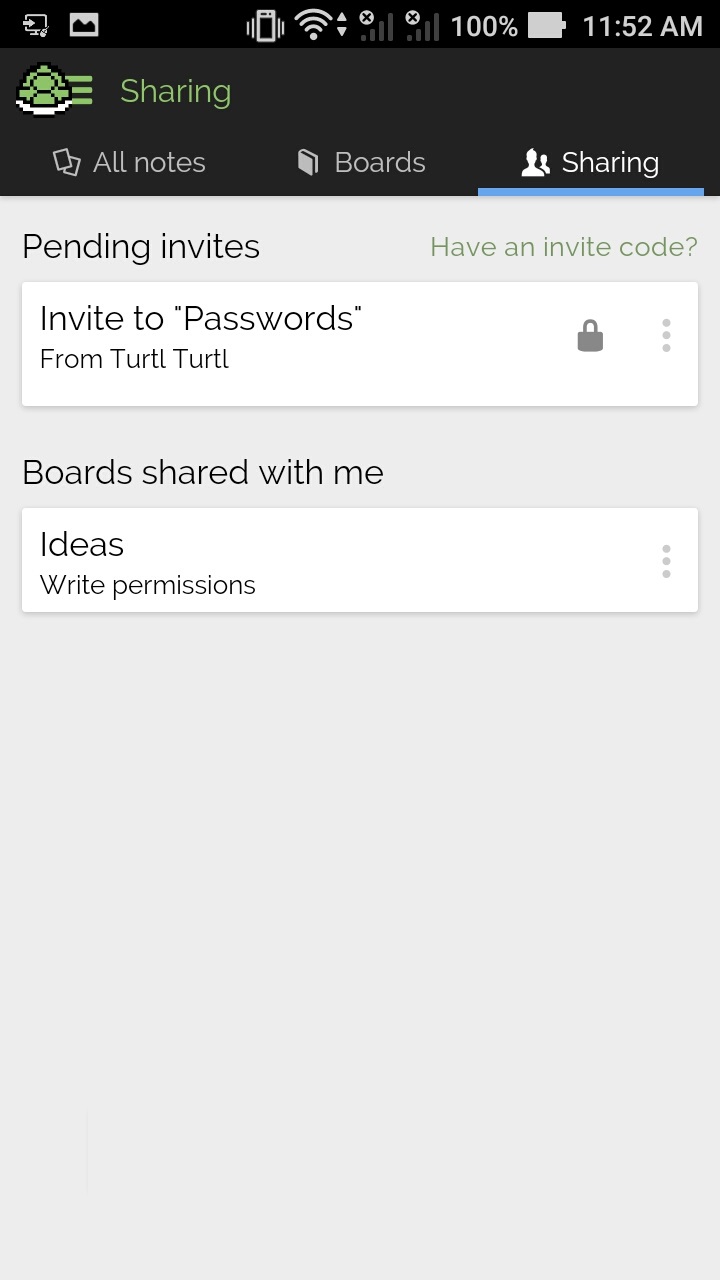 100% 11:52 AM
Sharing
All notes Boards Sharing
Pending invites Have an invite code?
Invite to "Passwords"
From Turtl Turtl
Boards shared with me
Ideas
Write permissions